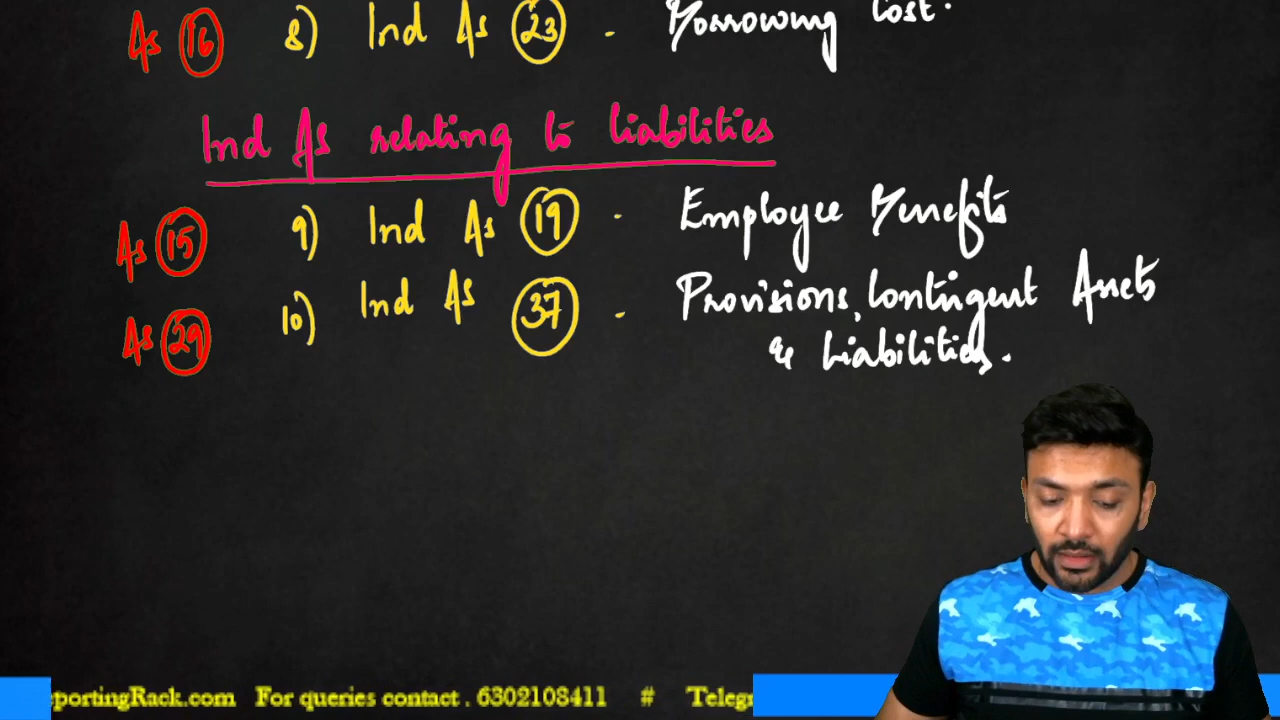 As 16 8) Ind As 23 . Borrowing Cost.
Ind As relating to liabilities
As 15 9) Ind As 19 . Employee Benefits
As 29 10) Ind As 37 . Provisions, Contingent Assets
& Liabilities.
portingRack.com For queries contact . 6302108411 # Telegr